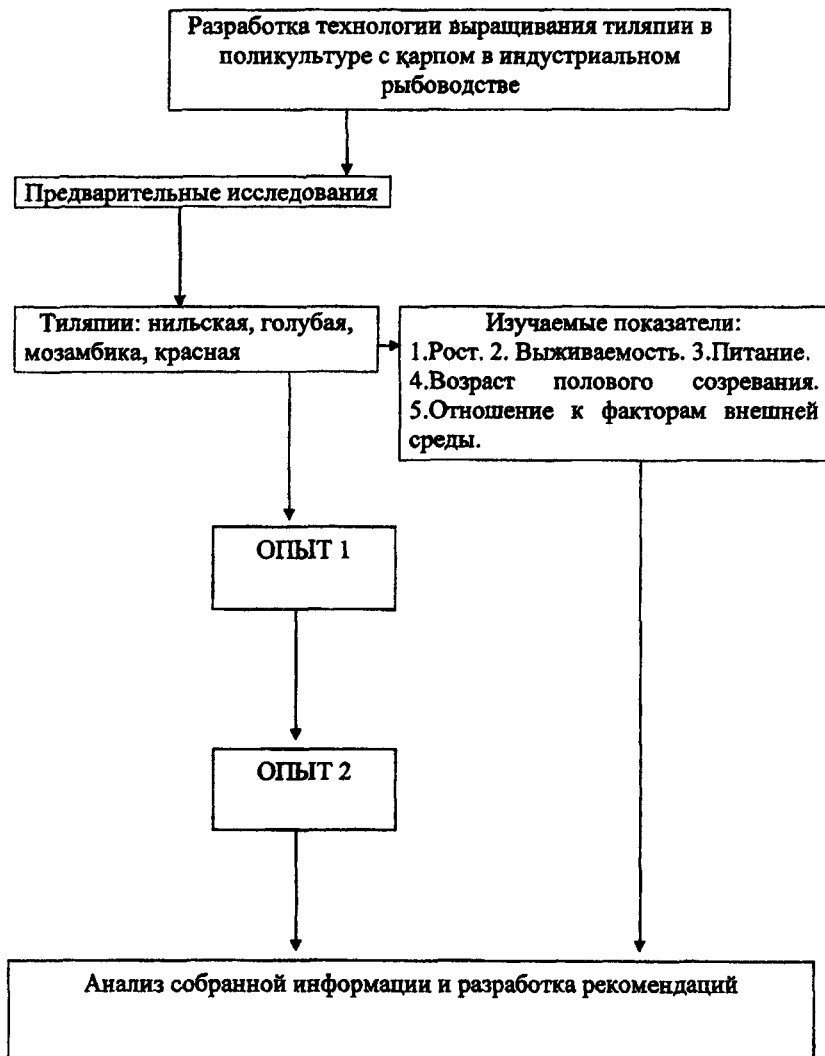 Разработка технологии выращивания тиляпии в
поликультуре с карпом в индустриальном
рыбоводстве
Предварительные исследования
Тиляпии: нильская, голубая,
мозамбика, красная
Изучаемые показатели:
1.Рост. 2. Выживаемость. 3.Питание.
4.Возраст полового созревания.
5.Отношение к факторам внешней
среды.
ОПЫТ 1
ОПЫТ 2
Анализ собранной информации и разработка рекомендаций